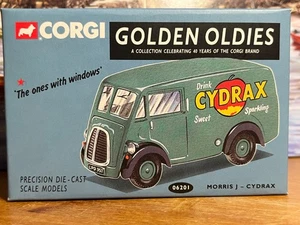 CORGI
GOLDEN OLDIES
A COLLECTION CELEBRATING 41 YEARS OF THE CORGI BRAND
'The ones with windows'
Drink
CYDRAX
Sweet Sparkling
PRECISION DIE-CAST
SCALE MODELS
06201
MORRIS J - CYDRAX